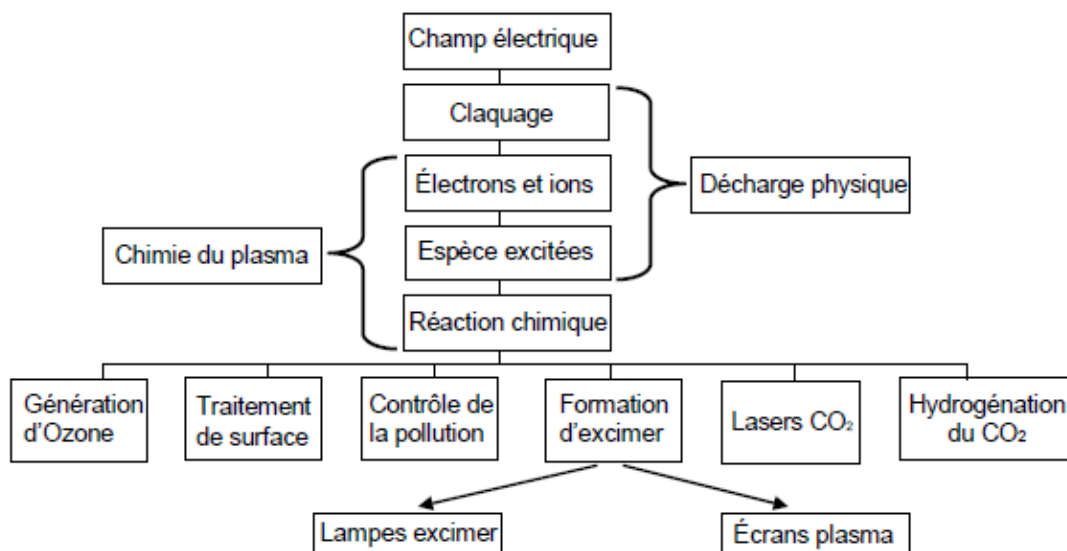 Champ électrique
Claquage
Électrons et ions
Décharge physique
Chimie du plasma
Espèce excitées
Réaction chimique
Génération
d'Ozone
Traitement
de surface
Contrôle de
la pollution
Formation
d'excimer
Lasers CO₂
Hydrogénation
du CO₂
Lampes excimer
Écrans plasma